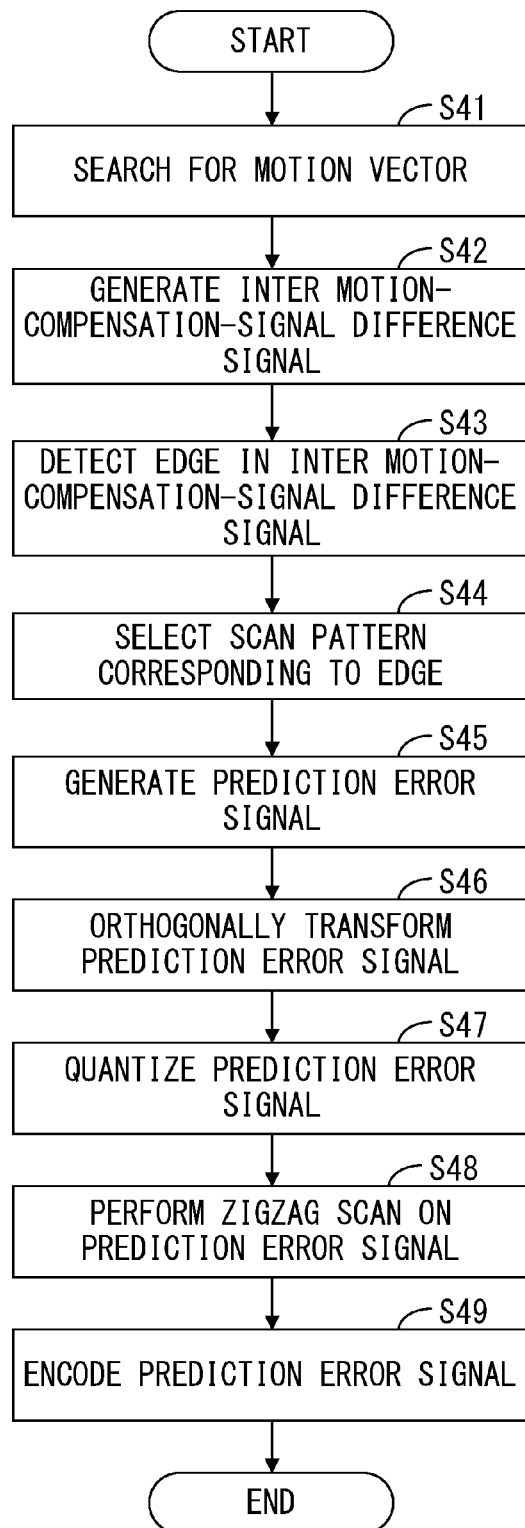 START
S41
SEARCH FOR MOTION VECTOR
S42
GENERATE INTER MOTION-
COMPENSATION-SIGNAL DIFFERENCE
SIGNAL
S43
DETECT EDGE IN INTER MOTION-
COMPENSATION-SIGNAL DIFFERENCE
SIGNAL
S44
SELECT SCAN PATTERN
CORRESPONDING TO EDGE
S45
GENERATE PREDICTION ERROR
SIGNAL
S46
ORTHOGONALLY TRANSFORM
PREDICTION ERROR SIGNAL
S47
QUANTIZE PREDICTION ERROR
SIGNAL
S48
PERFORM ZIGZAG SCAN ON
PREDICTION ERROR SIGNAL
S49
ENCODE PREDICTION ERROR SIGNAL
END